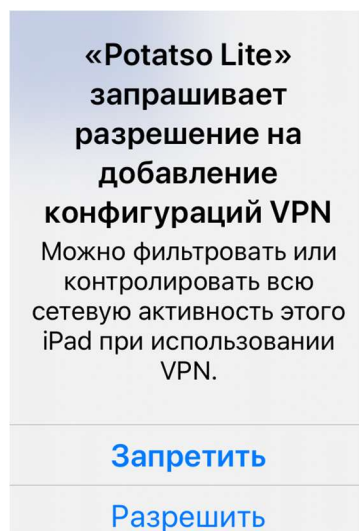 «Potatso Lite»
запрашивает
разрешение на
добавление
конфигураций VPN
Можно фильтровать или
контролировать всю
сетевую активность этого
iPad при использовании
VPN.
Запретить
Разрешить